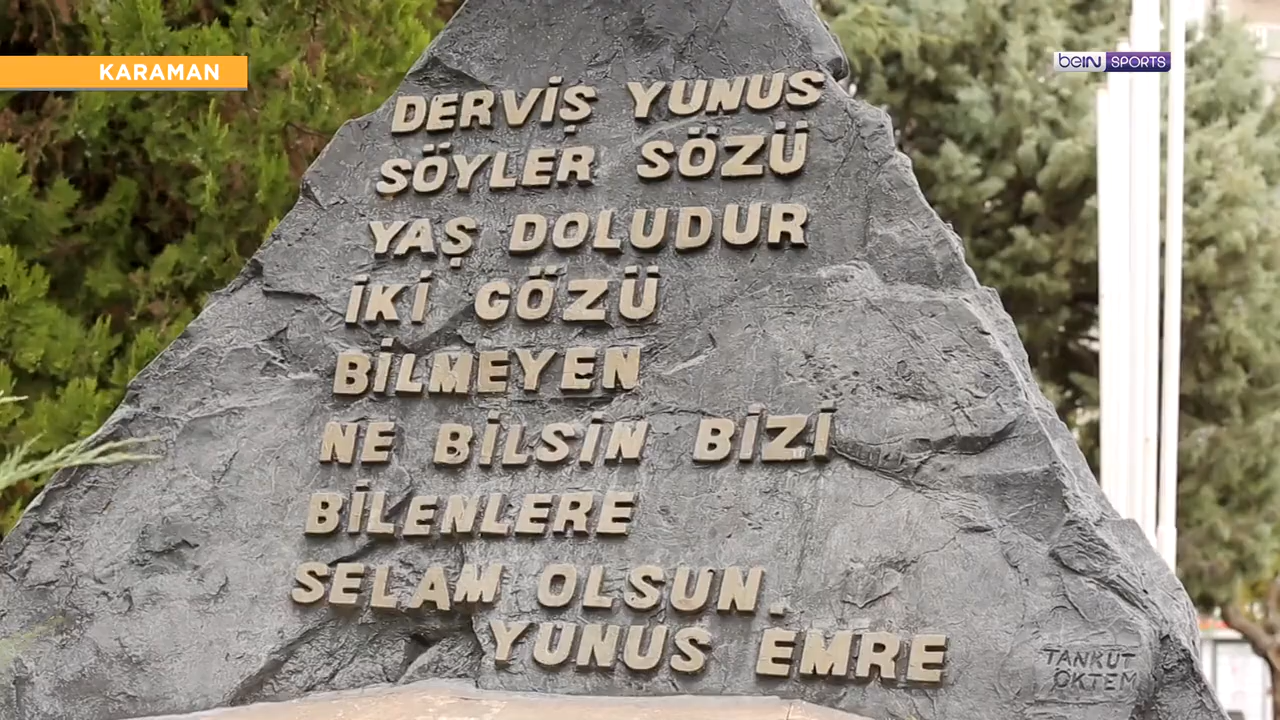 KARAMAN
beIN SPORTS
DERVİŞ YUNUS
SÖYLER SÖZÜ
YAŞ DOLUDUR
İKİ GÖZÜ
BİLMEYEN
NE BİLSİN BİZİ
BİLENLERE
SELAM OLSUN.
YUNUS EMRE
TANKUT
ÖKTEM